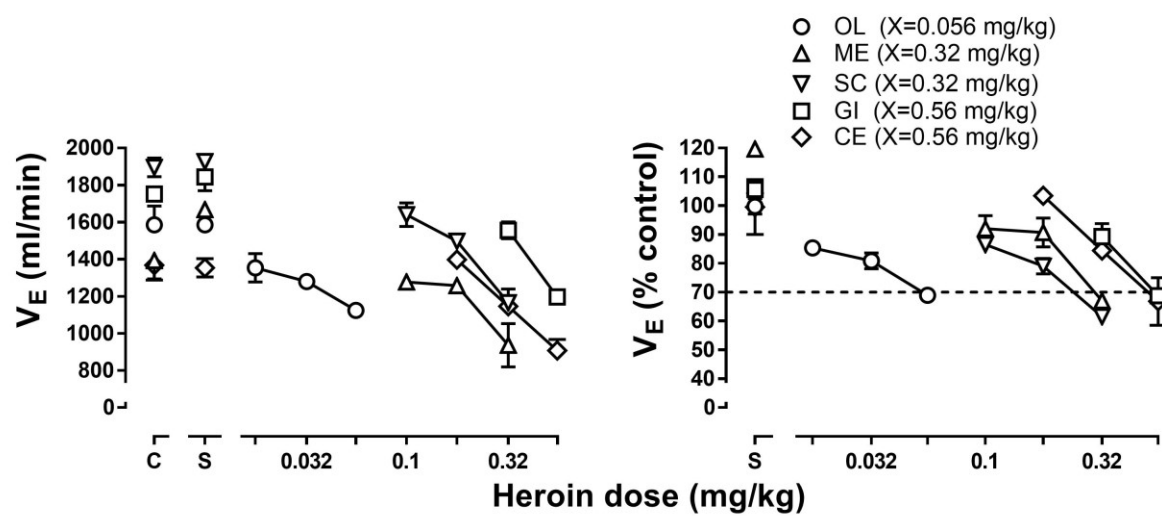 OL (X=0.056 mg/kg)
ME (X=0.32 mg/kg)
SC (X=0.32 mg/kg)
GI (X=0.56 mg/kg)
CE (X=0.56 mg/kg)
VE (ml/min)
2000
1800
1600
1400
1200
1000
800
0
C S 0.032 0.1 0.32
VE (% control)
120
110
100
90
80
70
60
50
40
0
S 0.032 0.1 0.32
Heroin dose (mg/kg)